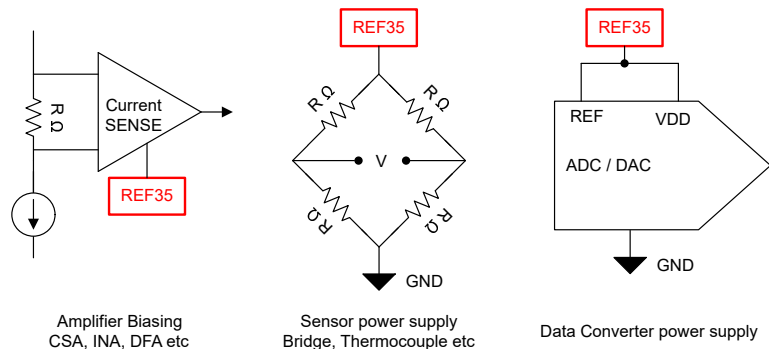 REF35
R Ω
Current
SENSE
REF35
Amplifier Biasing
CSA, INA, DFA etc
REF35
R Ω
R Ω
V
R Ω
R Ω
GND
Sensor power supply
Bridge, Thermocouple etc
REF35
REF
VDD
ADC / DAC
GND
Data Converter power supply